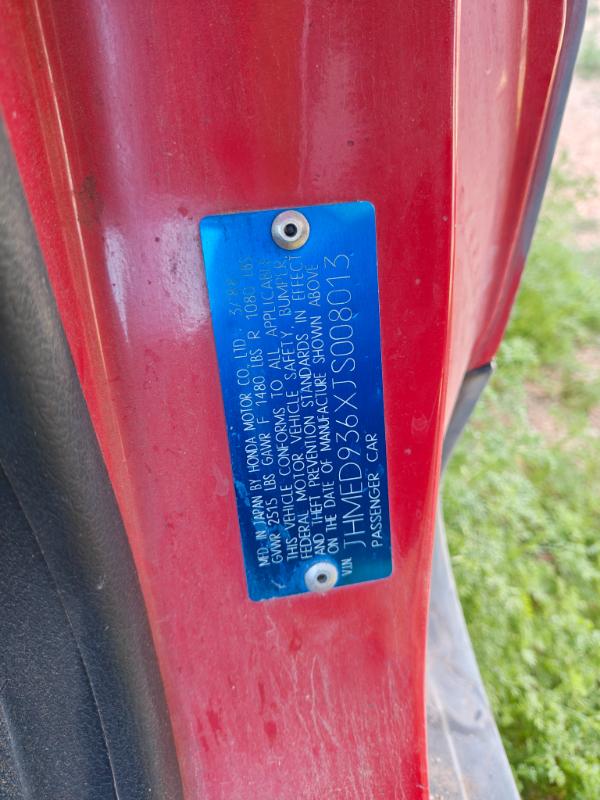 MFD. IN JAPAN BY HONDA MOTOR CO., LTD. 3/88
GVWR 2515 LBS GAWR F 1480 LBS R 1080 LBS
THIS VEHICLE CONFORMS TO ALL APPLICABLE
FEDERAL MOTOR VEHICLE SAFETY, BUMPER,
AND THEFT PREVENTION STANDARDS IN EFFECT
ON THE DATE OF MANUFACTURE SHOWN ABOVE
V.I.N. JHMED936XJS008013
PASSENGER CAR